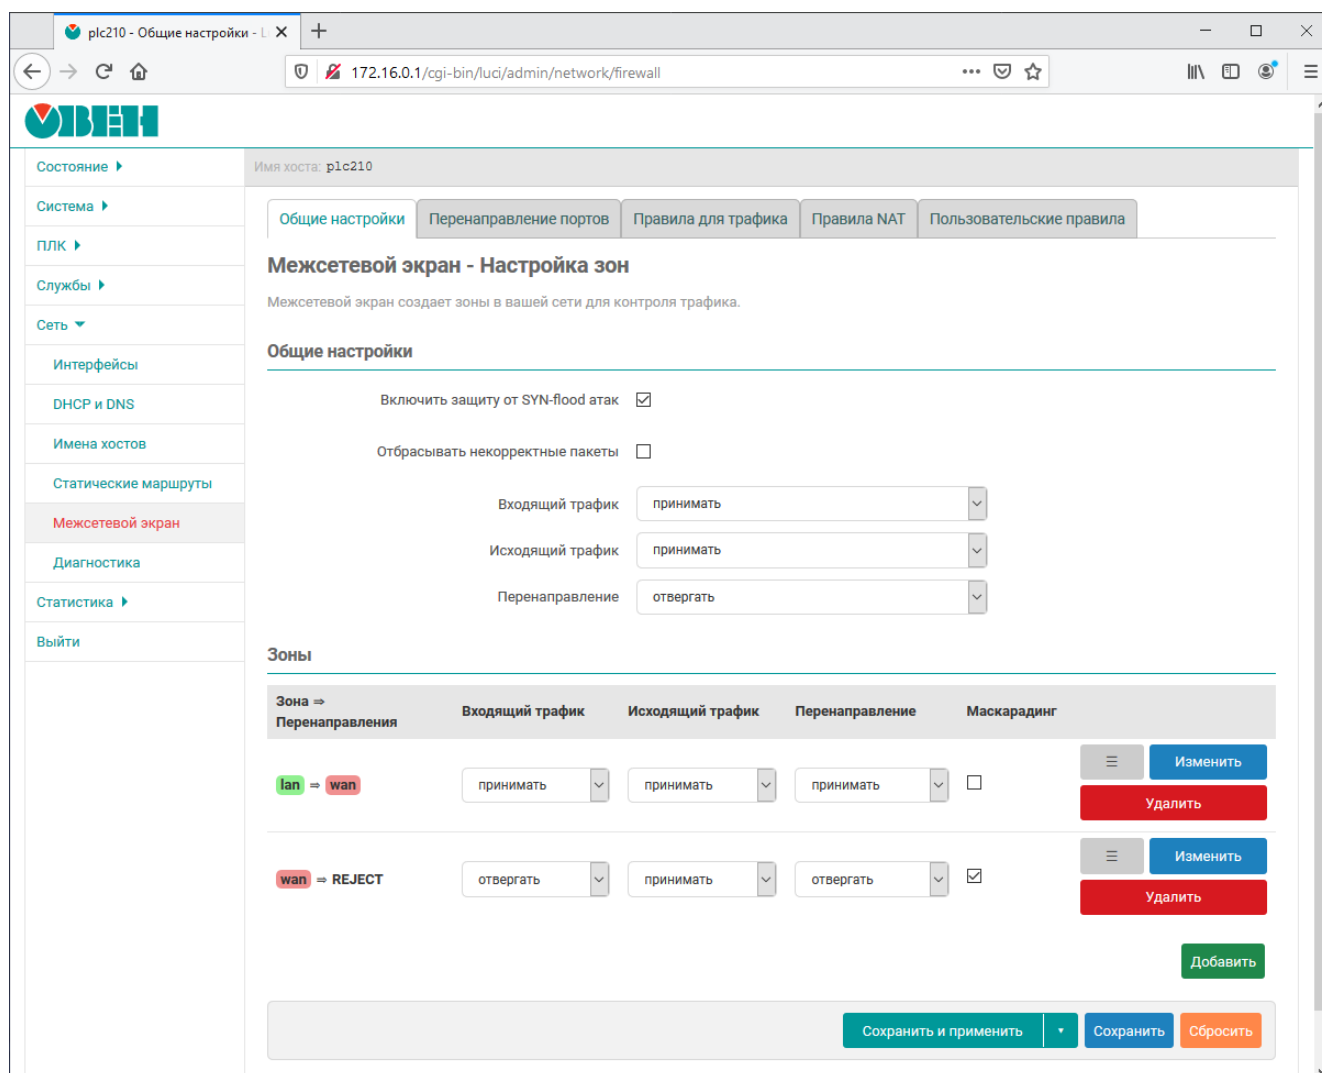 plc210 - Общие настройки - L
172.16.0.1/cgi-bin/luci/admin/network/firewall
ОВЕН
Состояние
Имя хоста: plc210
Система
ПЛК
Службы
Сеть
Интерфейсы
DHCP и DNS
Имена хостов
Статические маршруты
Межсетевой экран
Диагностика
Статистика
Выйти
Общие настройки Перенаправление портов Правила для трафика Правила NAT Пользовательские правила
Межсетевой экран - Настройка зон
Межсетевой экран создает зоны в вашей сети для контроля трафика.
Общие настройки
Включить защиту от SYN-flood атак
Отбрасывать некорректные пакеты
Входящий трафик принимать
Исходящий трафик принимать
Перенаправление отвергать
Зоны
Зона ⇒
Перенаправления
Входящий трафик Исходящий трафик Перенаправление Маскарадинг
lan ⇒ wan принимать принимать принимать Изменить
Удалить
wan ⇒ REJECT отвергать принимать отвергать Изменить
Удалить
Добавить
Сохранить и применить Сохранить Сбросить